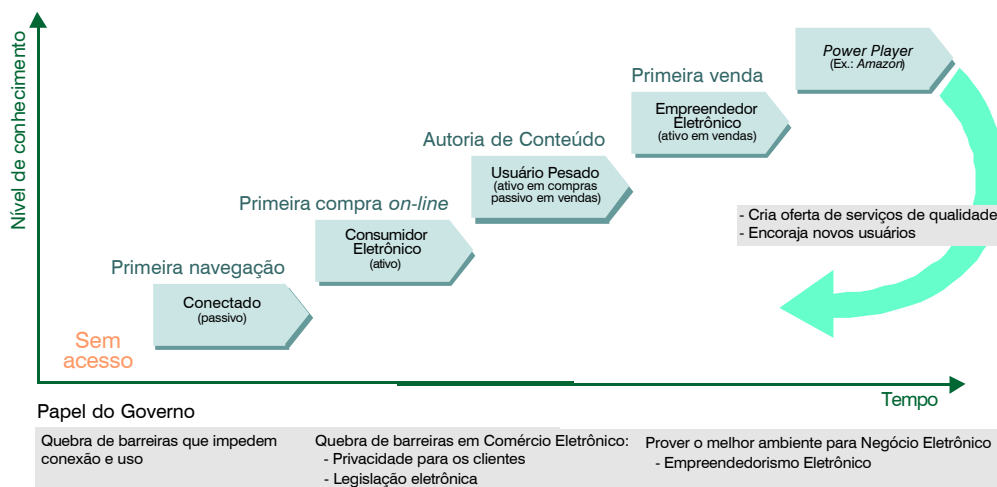 Nível de conhecimento
Power Player
(Ex.: Amazon)
Primeira venda
Empreendedor
Eletrônico
(ativo em vendas)
Autoria de Conteúdo
Usuário Pesado
(ativo em compras
passivo em vendas)
Primeira compra on-line
Consumidor
Eletrônico
(ativo)
- Cria oferta de serviços de qualidade
- Encoraja novos usuários
Primeira navegação
Conectado
(passivo)
Sem
acesso
Tempo
Papel do Governo
Quebra de barreiras que impedem
conexão e uso
Quebra de barreiras em Comércio Eletrônico:
- Privacidade para os clientes
- Legislação eletrônica
Prover o melhor ambiente para Negócio Eletrônico
- Empreendedorismo Eletrônico